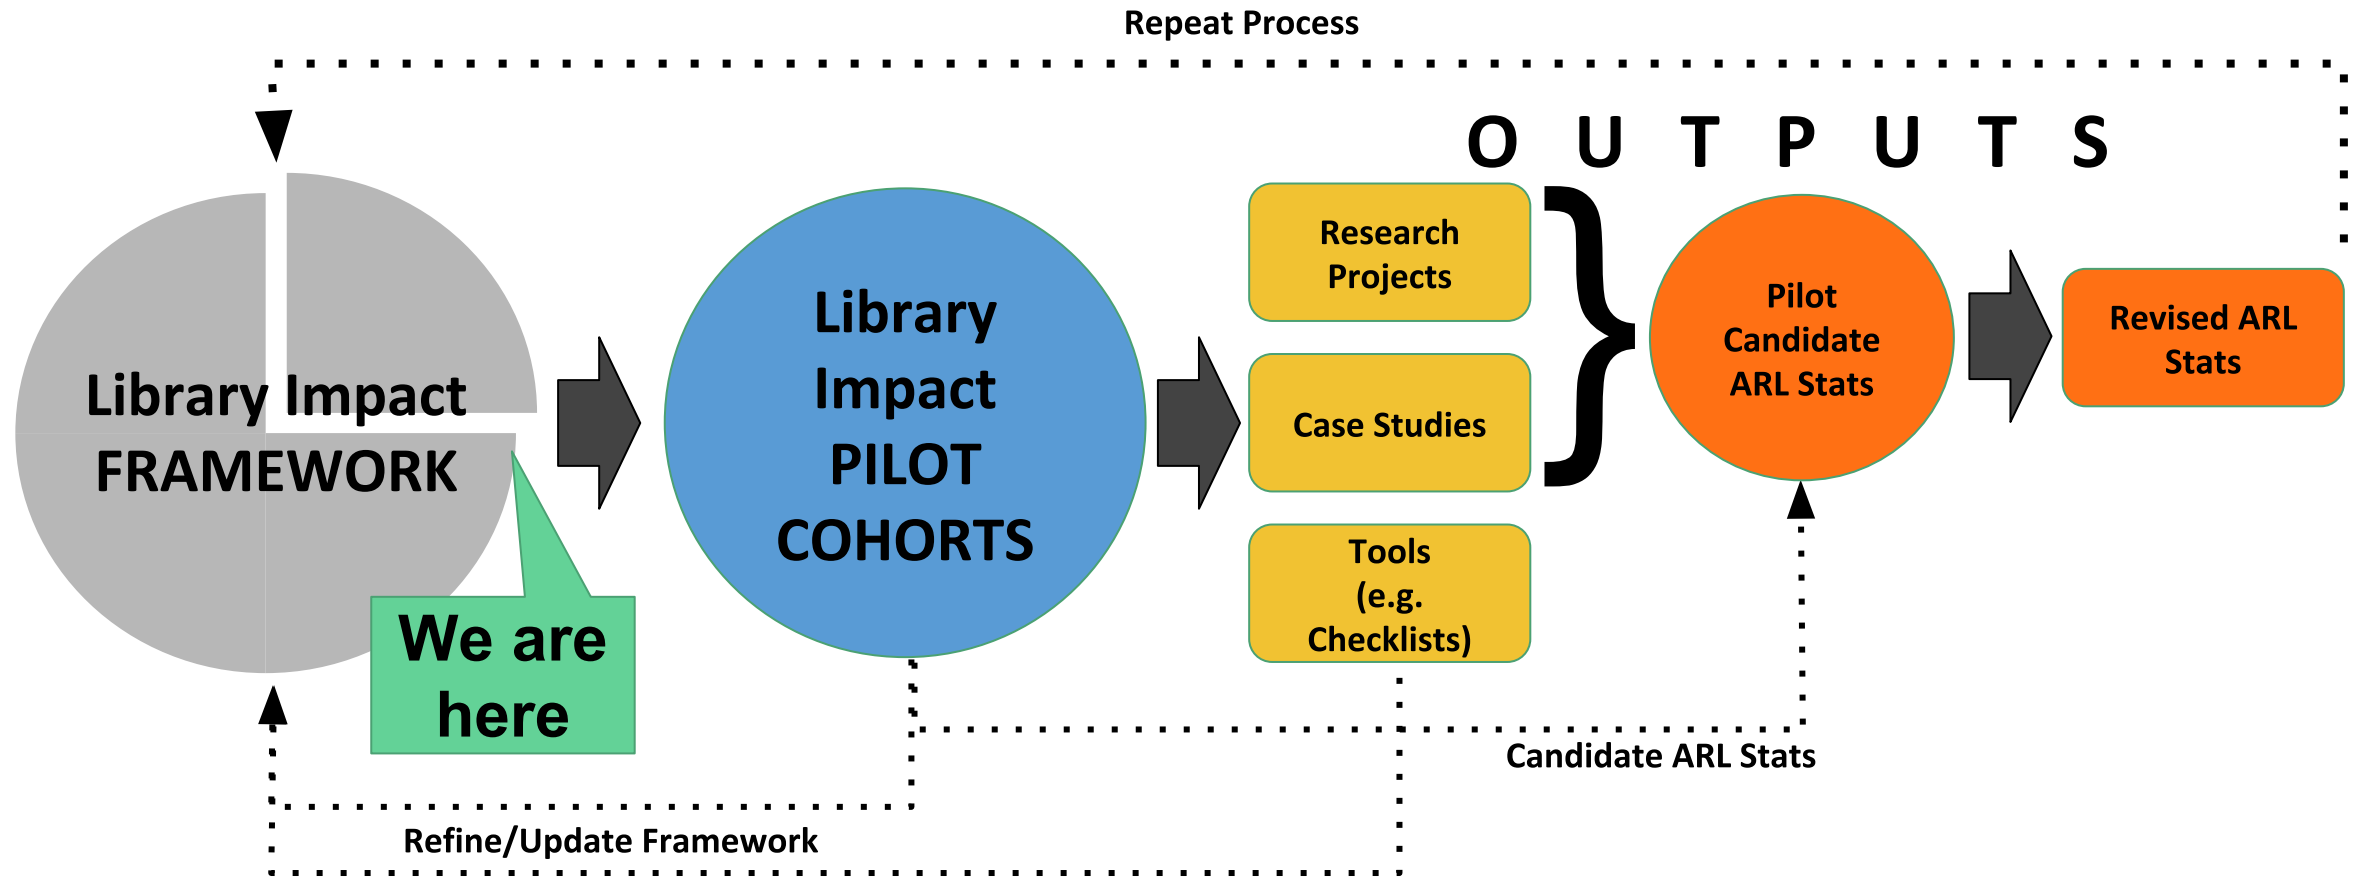 Repeat Process
OUTPUTS
Library Impact
FRAMEWORK
We are
here
Library
Impact
PILOT
COHORTS
Research
Projects
Case Studies
Tools
(e.g.
Checklists)
}
Pilot
Candidate
ARL Stats
Revised ARL
Stats
Candidate ARL Stats
Refine/Update Framework